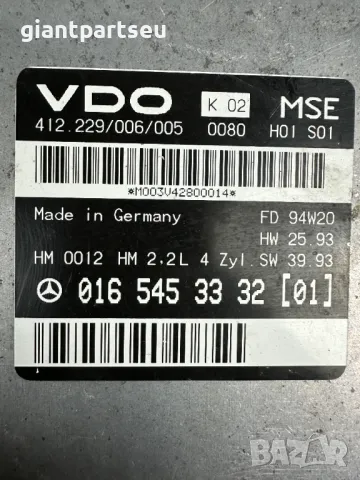 giantpartseu
VDO K 02 MSE
412.229/006/005 0080 H01 S01
*M003V42800014*
Made in Germany FD 94W20
HW 25.93
HM 0012 HM 2.2L 4 Zyl. SW 39.93
016 545 33 32 [01]
bazar